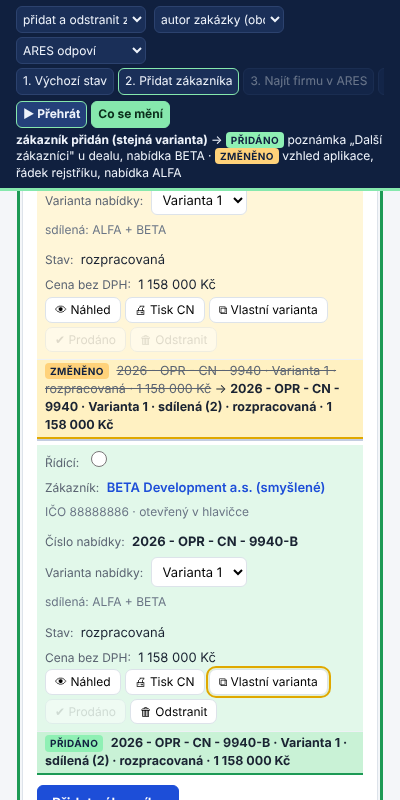 přidat a odstranit z
autor zakázky (obc
ARES odpoví
1. Výchozí stav
2. Přidat zákazníka
3. Najít firmu v ARES
▶ Přehrát
Co se mění
zákazník přidán (stejná varianta) → PŘIDÁNO poznámka „Další
zákazníci" u dealu, nabídka BETA · ZMĚNĚNO vzhled aplikace,
řádek rejstříku, nabídka ALFA
Varianta nabídky: Varianta 1
sdílená: ALFA + BETA
Stav: rozpracovaná
Cena bez DPH: 1 158 000 Kč
👁 Náhled
🖨 Tisk CN
⧉ Vlastní varianta
✔ Prodáno
🗑 Odstranit
ZMĚNĚNO 2026 - OPR - CN - 9940 · Varianta 1 ·
rozpracovaná · 1 158 000 Kč → 2026 - OPR - CN -
9940 · Varianta 1 · sdílená (2) · rozpracovaná · 1
158 000 Kč
Řídící:
Zákazník: BETA Development a.s. (smyšlené)
IČO 88888886 · otevřený v hlavičce
Číslo nabídky: 2026 - OPR - CN - 9940-B
Varianta nabídky: Varianta 1
sdílená: ALFA + BETA
Stav: rozpracovaná
Cena bez DPH: 1 158 000 Kč
👁 Náhled
🖨 Tisk CN
⧉ Vlastní varianta
✔ Prodáno
🗑 Odstranit
PŘIDÁNO 2026 - OPR - CN - 9940-B · Varianta 1 ·
sdílená (2) · rozpracovaná · 1 158 000 Kč